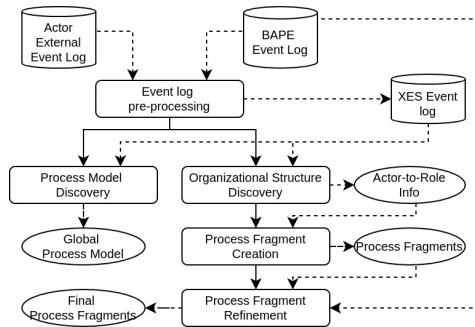 Actor
External
Event Log
BAPE
Event Log
Event log
pre-processing
XES Event
log
Process Model
Discovery
Organizational Structure
Discovery
Actor-to-Role
Info
Global
Process Model
Process Fragment
Creation
Process Fragments
Final
Process Fragments
Process Fragment
Refinement